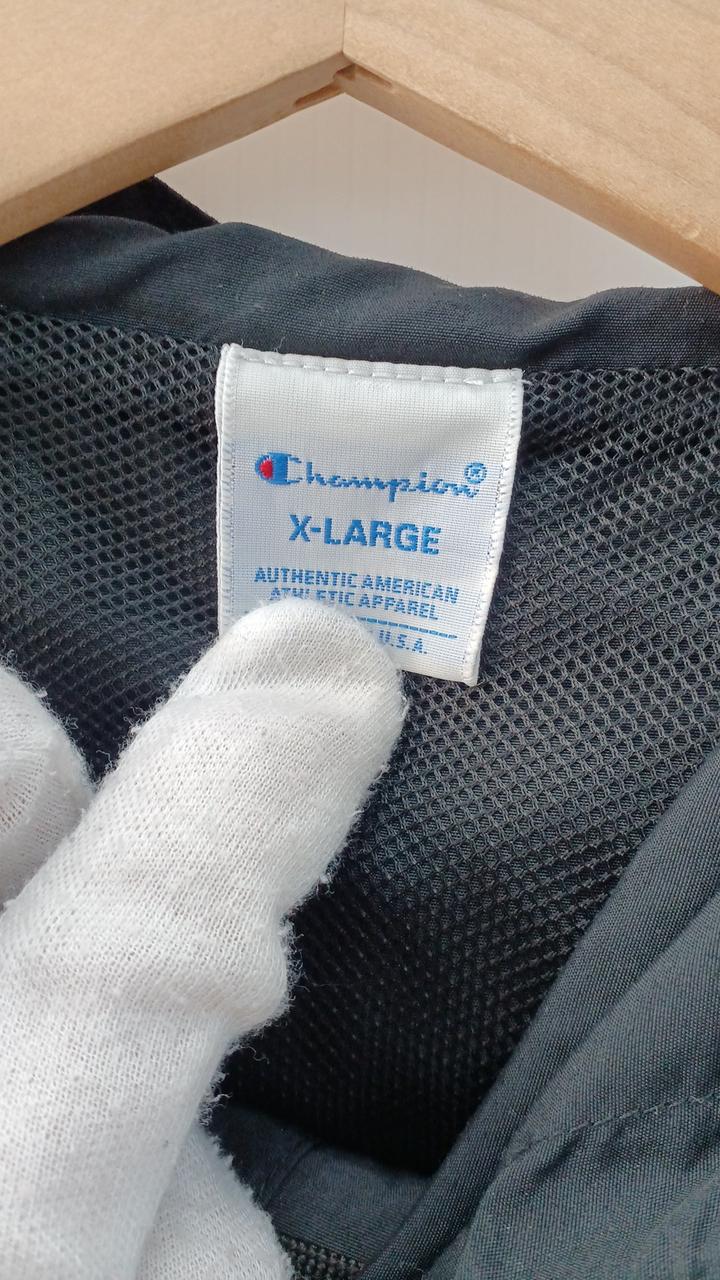 Champion®
X-LARGE
AUTHENTIC AMERICAN
ATHLETIC APPAREL
U.S.A.